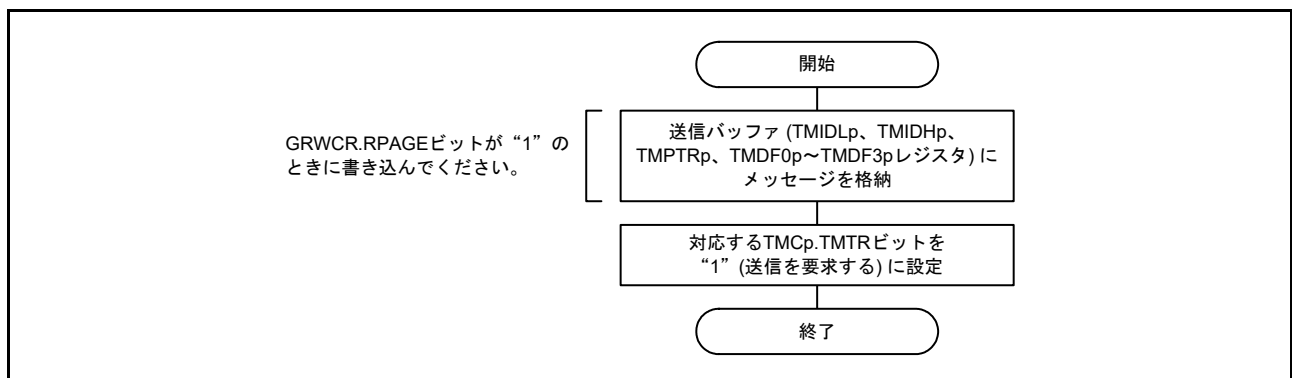 開始
GRWCR.RPAGEビットが“1”の
ときに書き込んでください。
送信バッファ (TMIDLp、TMIDHp、
TMPTRp、TMDF0p～TMDF3pレジスタ) に
メッセージを格納
対応するTMCp.TMTRビットを
“1” (送信を要求する) に設定
終了